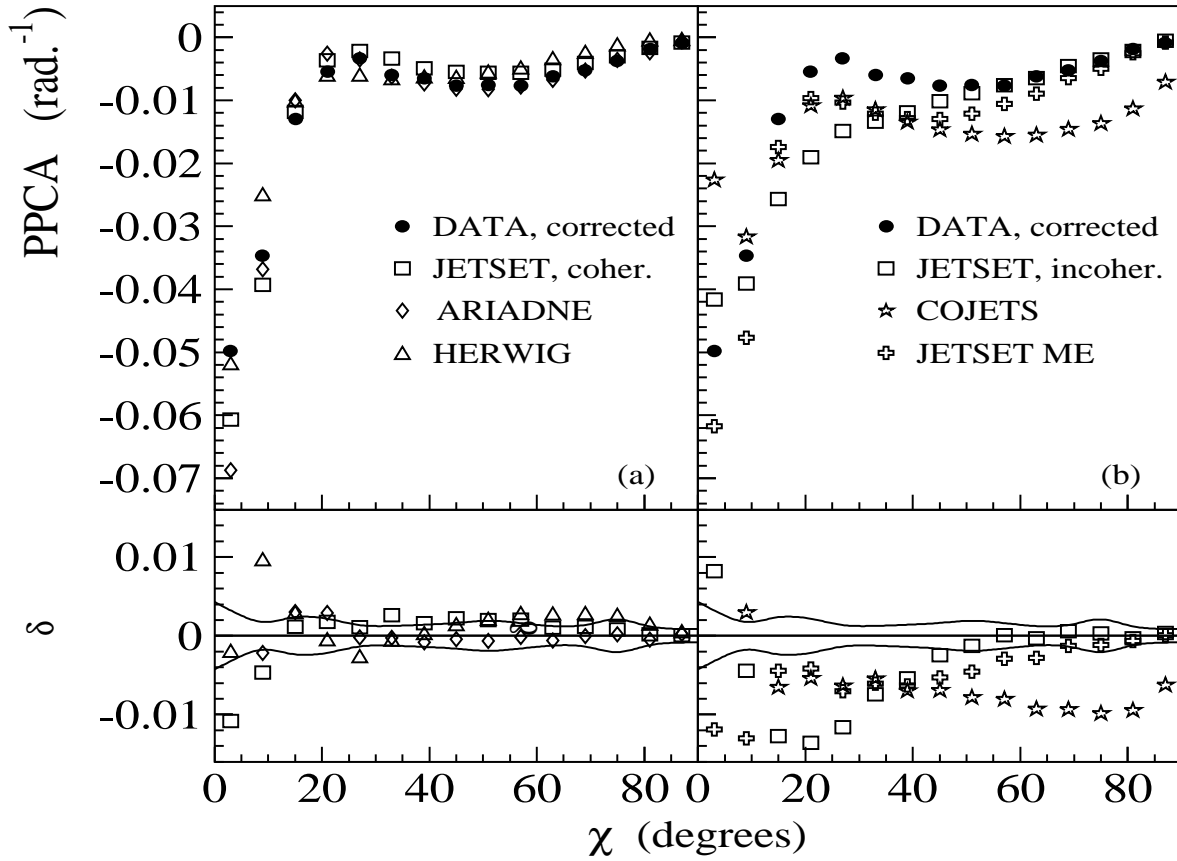 PPCA (rad.⁻¹)
0
-0.01
-0.02
-0.03
-0.04
-0.05
-0.06
-0.07
DATA, corrected
JETSET, coher.
ARIADNE
HERWIG
(a)
DATA, corrected
JETSET, incoher.
COJETS
JETSET ME
(b)
δ
0.01
0
-0.01
0 20 40 60 80 0 20 40 60 80
χ (degrees)